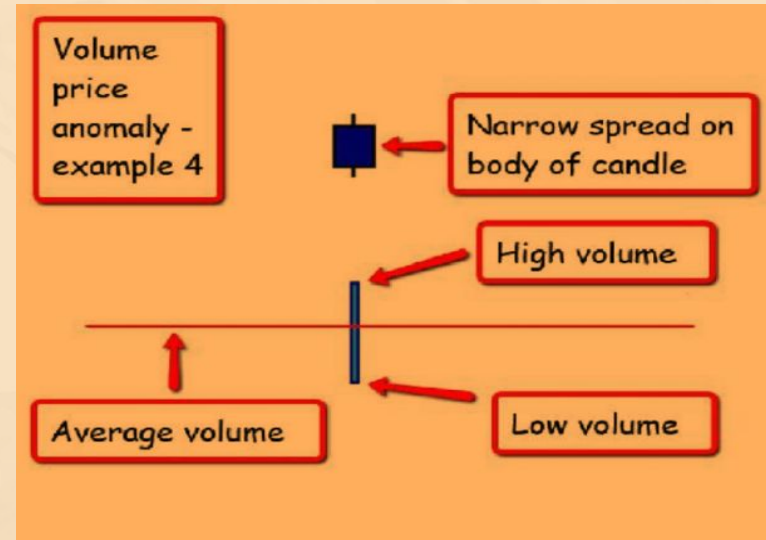 Volume
price
anomaly -
example 4
Narrow spread on
body of candle
High volume
Average volume
Low volume